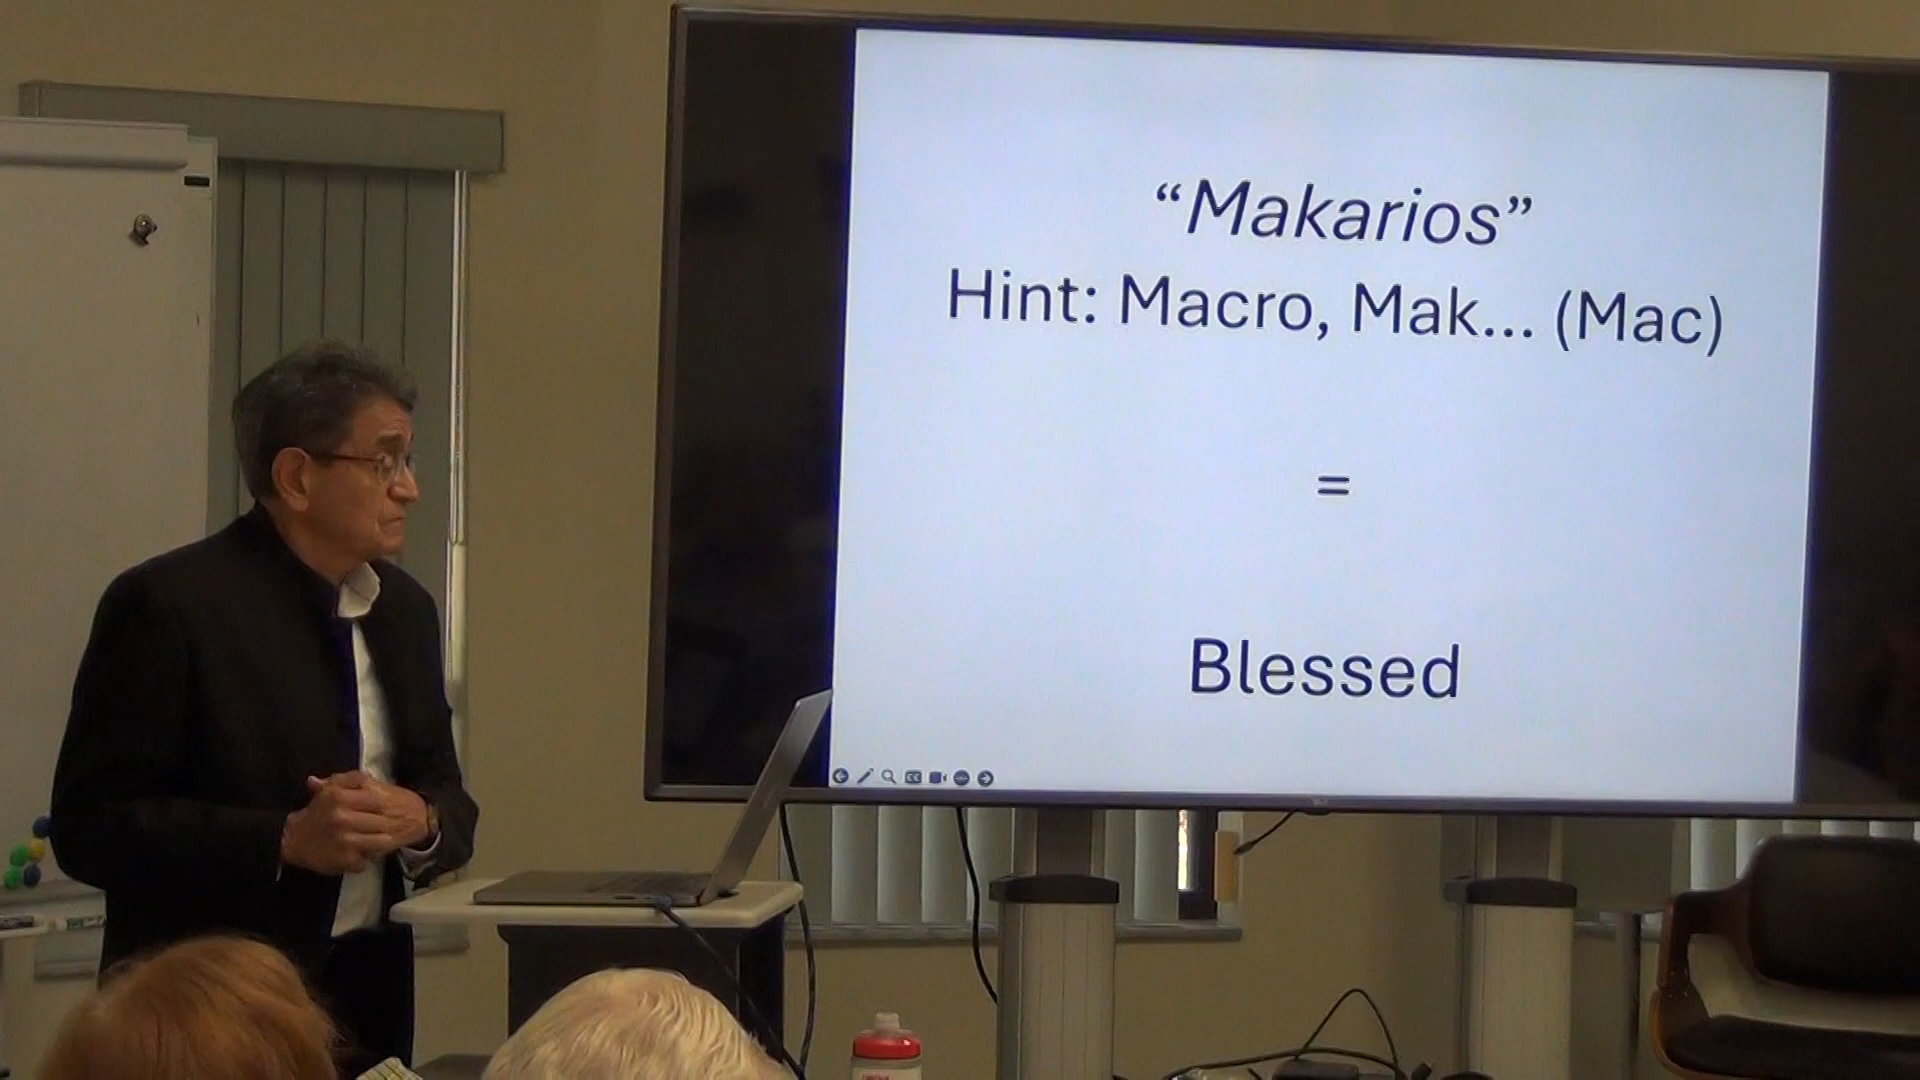 “Makarios”
Hint: Macro, Mak... (Mac)
=
Blessed